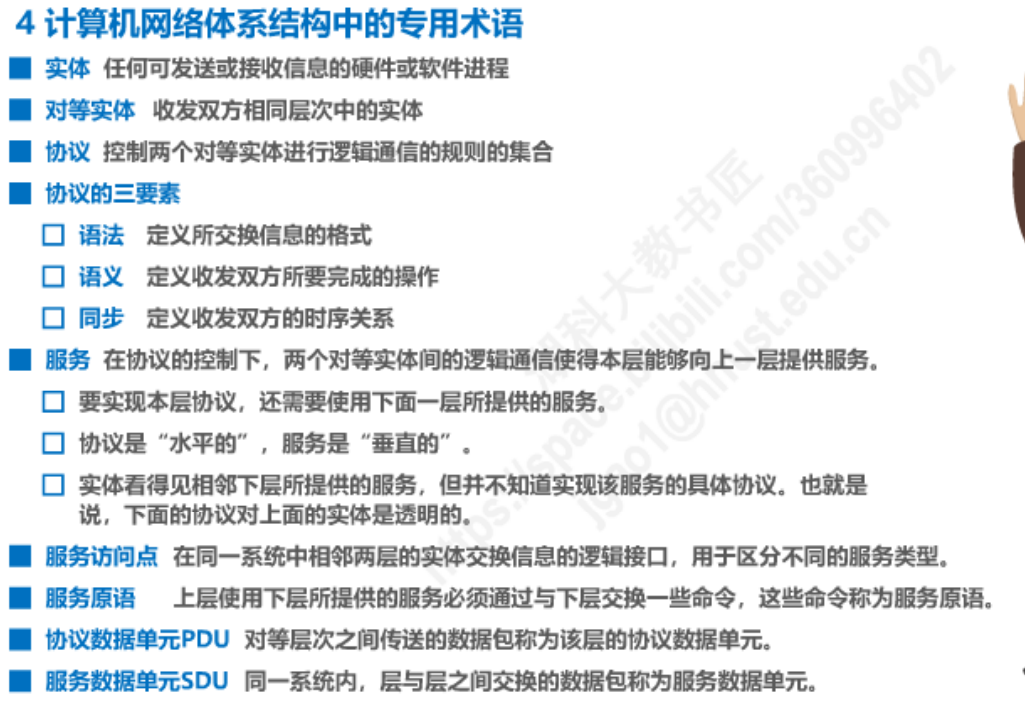 4 计算机网络体系结构中的专用术语
实体 任何可发送或接收信息的硬件或软件进程
对等实体 收发双方相同层次中的实体
协议 控制两个对等实体进行逻辑通信的规则的集合
协议的三要素
语法 定义所交换信息的格式
语义 定义收发双方所要完成的操作
同步 定义收发双方的时序关系
服务 在协议的控制下，两个对等实体间的逻辑通信使得本层能够向上一层提供服务。
要实现本层协议，还需要使用下面一层所提供的服务。
协议是“水平的”，服务是“垂直的”。
实体看得见相邻下层所提供的服务，但并不知道实现该服务的具体协议。也就是
说，下面的协议对上面的实体是透明的。
服务访问点 在同一系统中相邻两层的实体交换信息的逻辑接口，用于区分不同的服务类型。
服务原语 上层使用下层所提供的服务必须通过与下层交换一些命令，这些命令称为服务原语。
协议数据单元PDU 对等层次之间传送的数据包称为该层的协议数据单元。
服务数据单元SDU 同一系统内，层与层之间交换的数据包称为服务数据单元。
湖科大教书匠
https://space.bilibili.com/360996402
jgao1@hnust.edu.cn